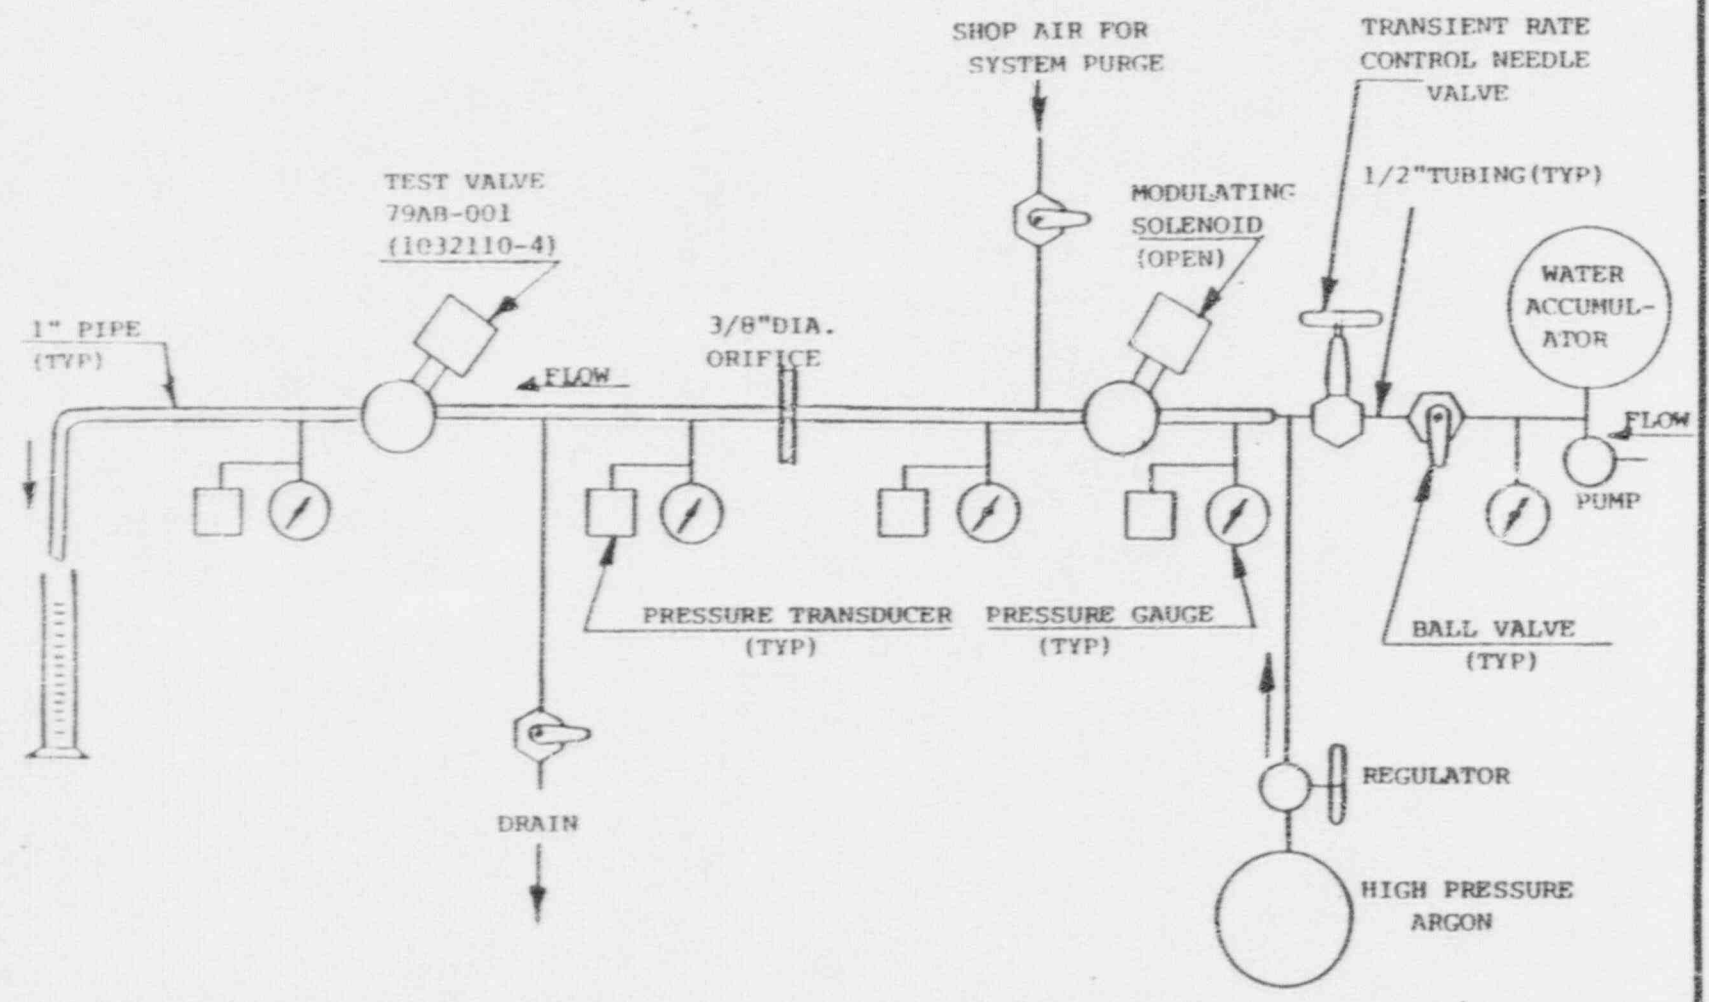 SHOP AIR FOR
SYSTEM PURGE
TRANSIENT RATE
CONTROL NEEDLE
VALVE
TEST VALVE
79AB-001
(1032110-4)
MODULATING
SOLENOID
(OPEN)
1/2"TUBING(TYP)
WATER
ACCUMUL-
ATOR
1" PIPE
(TYP)
3/8"DIA.
ORIFICE
FLOW
FLOW
PUMP
PRESSURE TRANSDUCER
(TYP)
PRESSURE GAUGE
(TYP)
BALL VALVE
(TYP)
REGULATOR
DRAIN
HIGH PRESSURE
ARGON